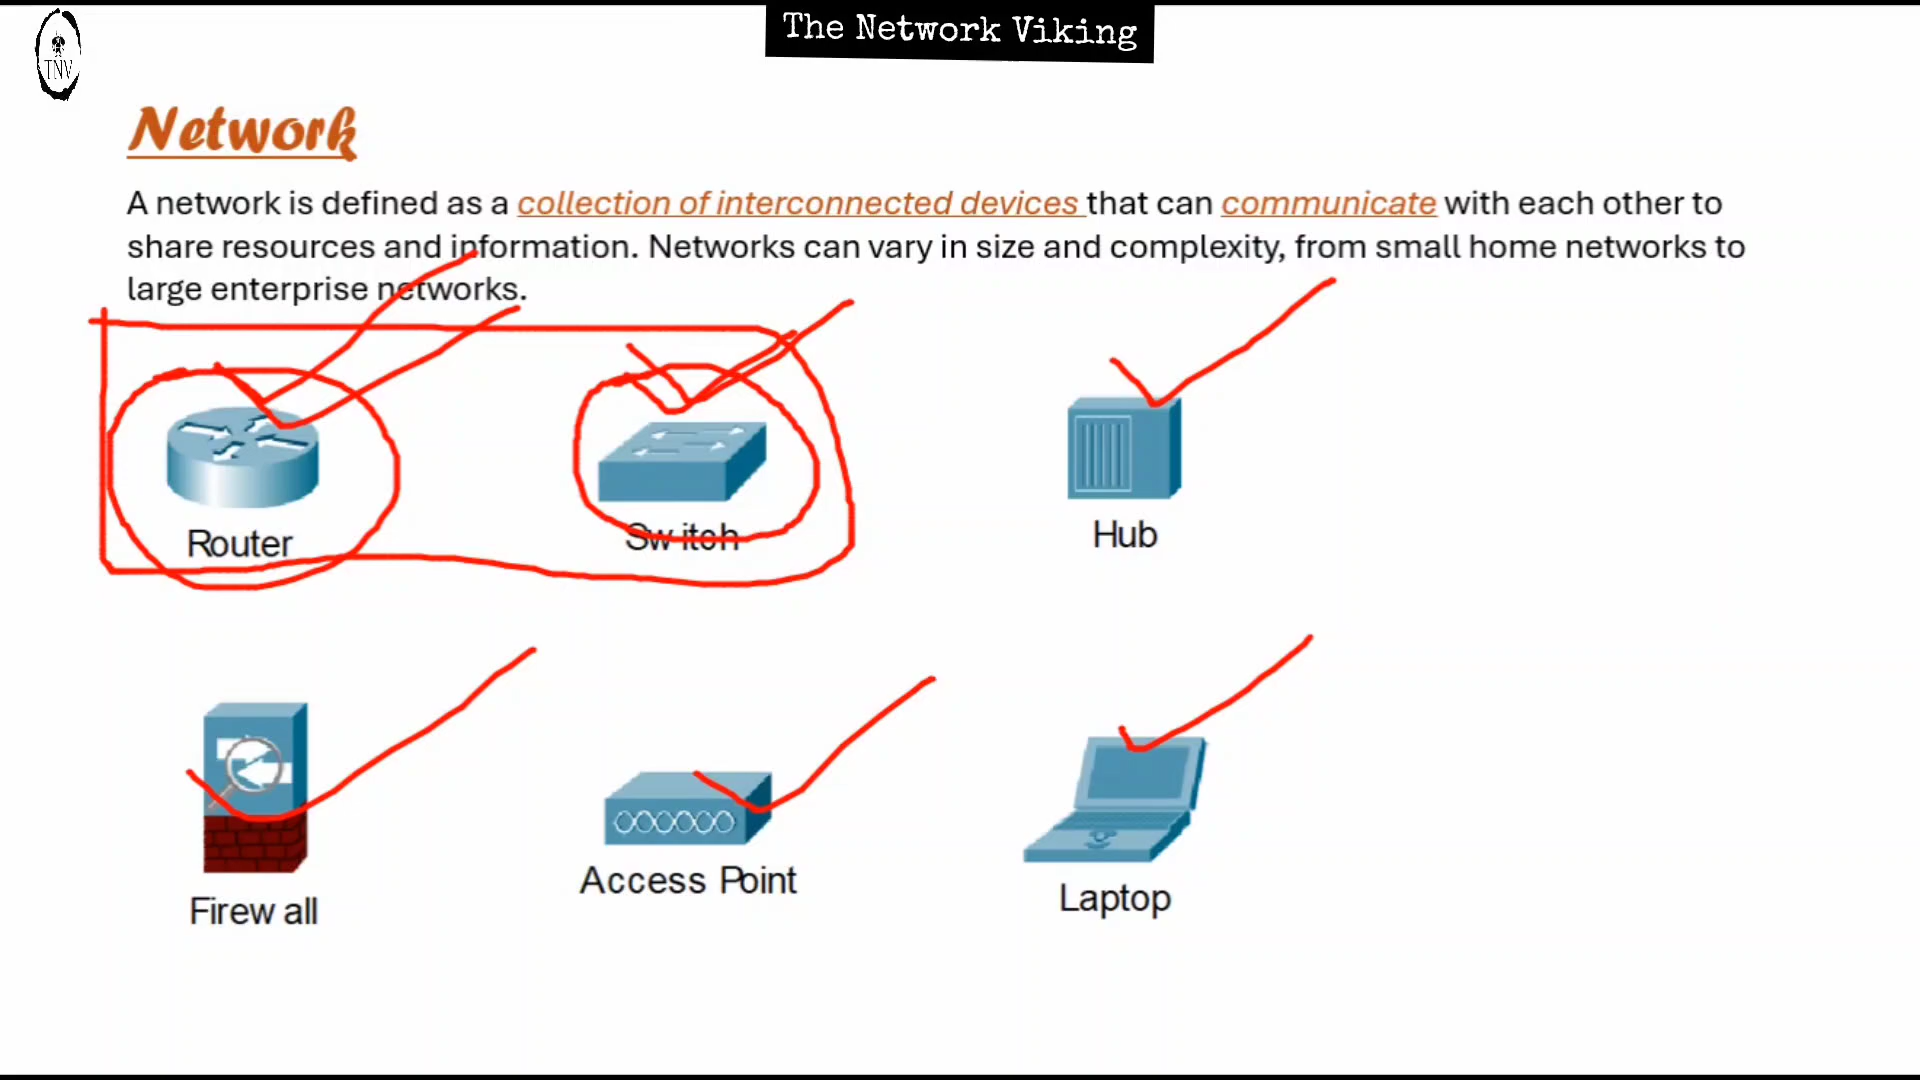 The Network Viking
TNV
Network
A network is defined as a collection of interconnected devices that can communicate with each other to
share resources and information. Networks can vary in size and complexity, from small home networks to
large enterprise networks.
Router
Switch
Hub
Firewall
Access Point
Laptop